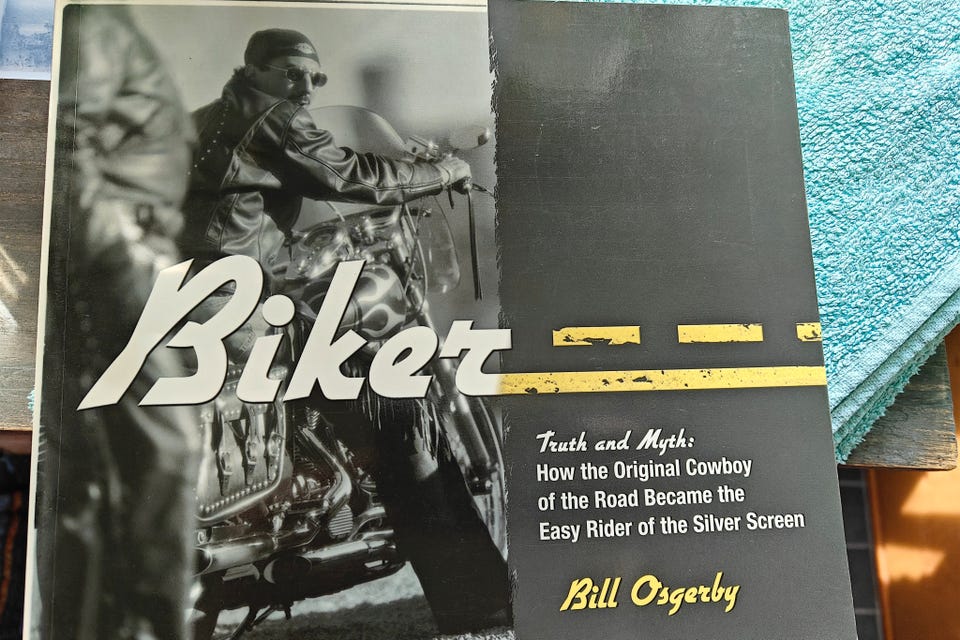 Biker
Truth and Myth:
How the Original Cowboy
of the Road Became the
Easy Rider of the Silver Screen
Bill Osgerby